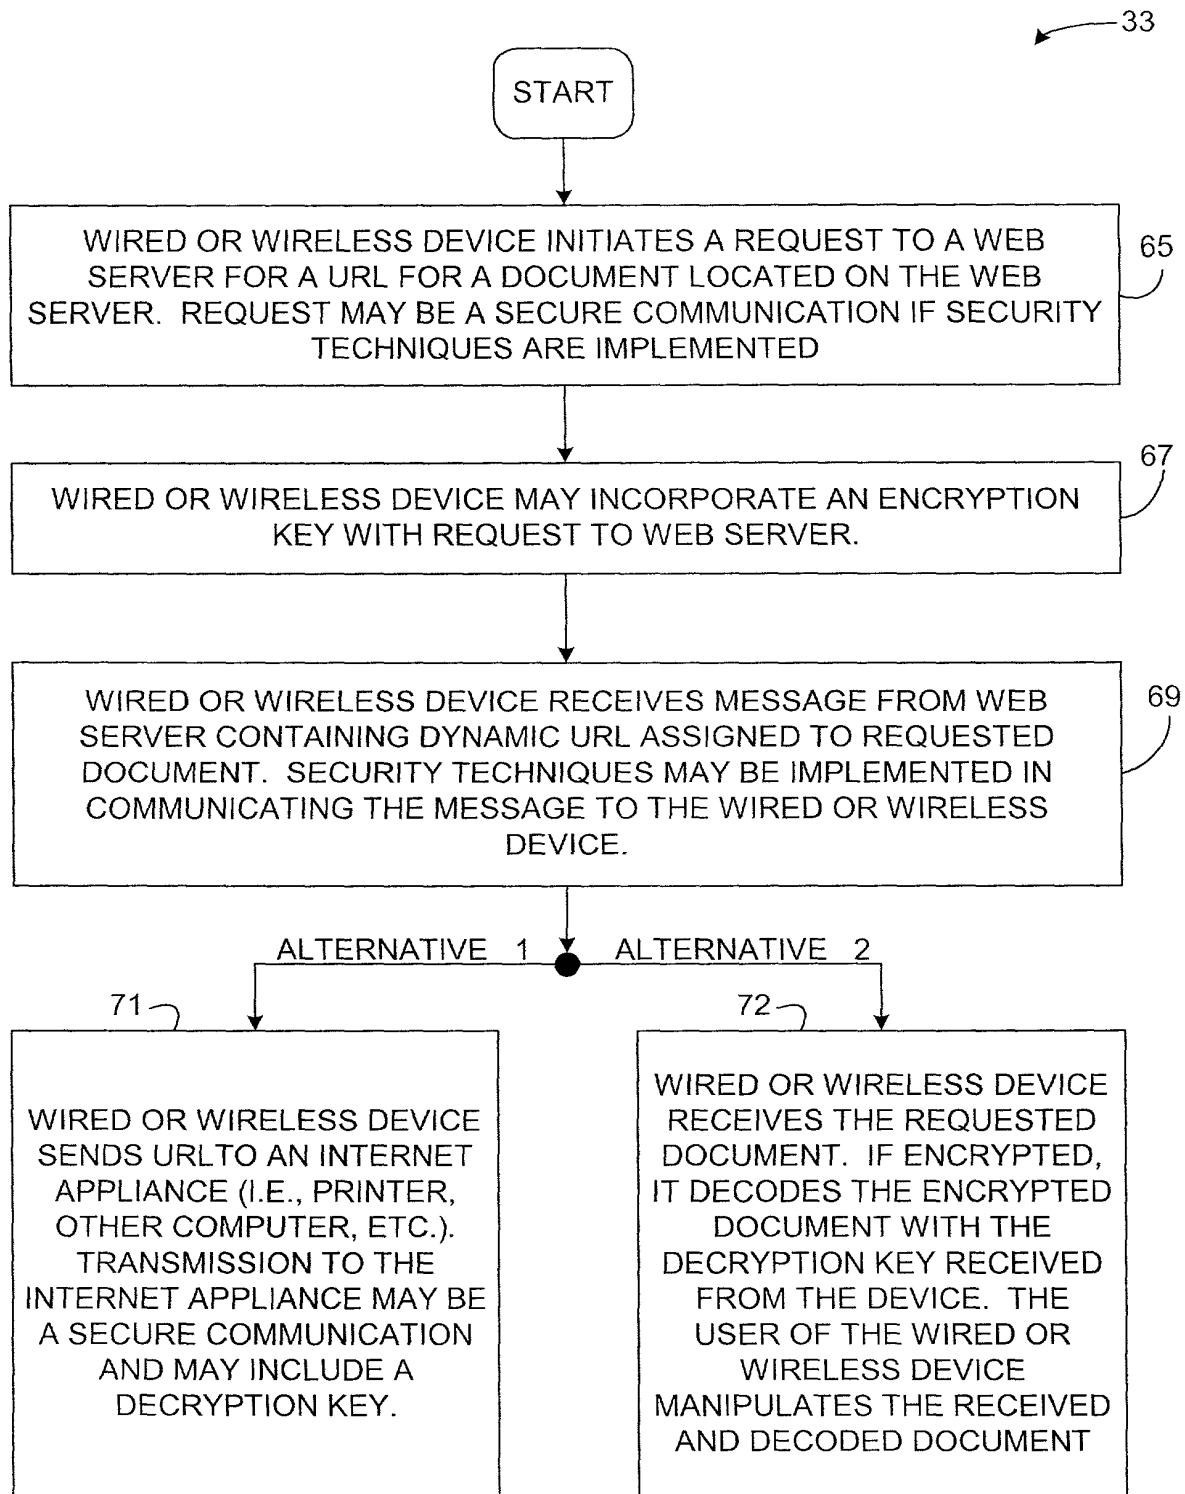 33
START
WIRED OR WIRELESS DEVICE INITIATES A REQUEST TO A WEB
SERVER FOR A URL FOR A DOCUMENT LOCATED ON THE WEB
SERVER. REQUEST MAY BE A SECURE COMMUNICATION IF SECURITY
TECHNIQUES ARE IMPLEMENTED
65
WIRED OR WIRELESS DEVICE MAY INCORPORATE AN ENCRYPTION
KEY WITH REQUEST TO WEB SERVER.
67
WIRED OR WIRELESS DEVICE RECEIVES MESSAGE FROM WEB
SERVER CONTAINING DYNAMIC URL ASSIGNED TO REQUESTED
DOCUMENT. SECURITY TECHNIQUES MAY BE IMPLEMENTED IN
COMMUNICATING THE MESSAGE TO THE WIRED OR WIRELESS
DEVICE.
69
ALTERNATIVE 1
ALTERNATIVE 2
71
WIRED OR WIRELESS DEVICE
SENDS URLTO AN INTERNET
APPLIANCE (I.E., PRINTER,
OTHER COMPUTER, ETC.).
TRANSMISSION TO THE
INTERNET APPLIANCE MAY BE
A SECURE COMMUNICATION
AND MAY INCLUDE A
DECRYPTION KEY.
72
WIRED OR WIRELESS DEVICE
RECEIVES THE REQUESTED
DOCUMENT. IF ENCRYPTED,
IT DECODES THE ENCRYPTED
DOCUMENT WITH THE
DECRYPTION KEY RECEIVED
FROM THE DEVICE. THE
USER OF THE WIRED OR
WIRELESS DEVICE
MANIPULATES THE RECEIVED
AND DECODED DOCUMENT